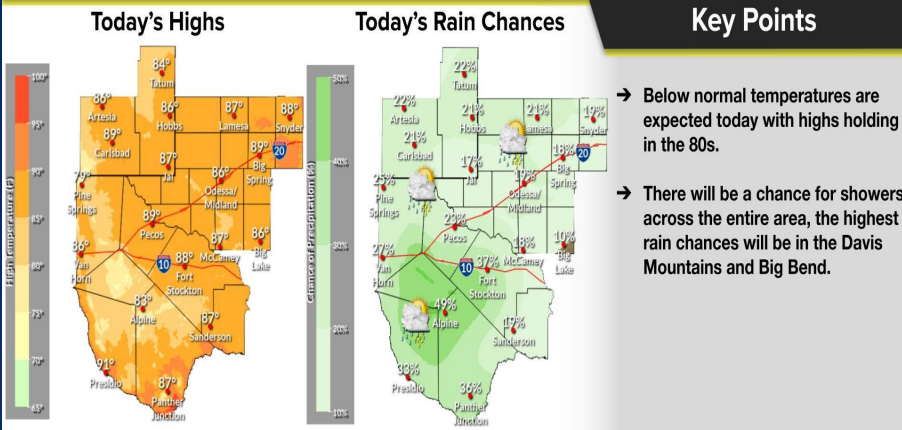 Today's Highs
100°
95°
90°
85°
80°
75°
70°
65°
High Temperature (F)
84°
Tatum
86°
Artesia
86°
Hobbs
87°
Lamesa
88°
Snyder
89°
Carlsbad
89°
Big
Spring
20
87°
Jal
86°
Odessa/
Midland
79°
Pine
Springs
89°
Pecos
87°
McCamey
86°
Big
Lake
86°
Van
Horn
10
88°
Fort
Stockton
83°
Alpine
87°
Sanderson
91°
Presidio
87°
Panther
Junction
Today's Rain Chances
50%
40%
30%
20%
10%
Chance of Precipitation (%)
22%
Tatum
22%
Artesia
21%
Hobbs
21%
Lamesa
19%
Snyder
21%
Carlsbad
18%
Big
Spring
20
17%
Jal
Odessa/
Midland
25%
Pine
Springs
23%
Pecos
18%
McCamey
10%
Big
Lake
27%
Van
Horn
10
37%
Fort
Stockton
49%
Alpine
19%
Sanderson
33%
Presidio
36%
Panther
Junction
Key Points
→ Below normal temperatures are
expected today with highs holding
in the 80s.
→ There will be a chance for showers
across the entire area, the highest
rain chances will be in the Davis
Mountains and Big Bend.